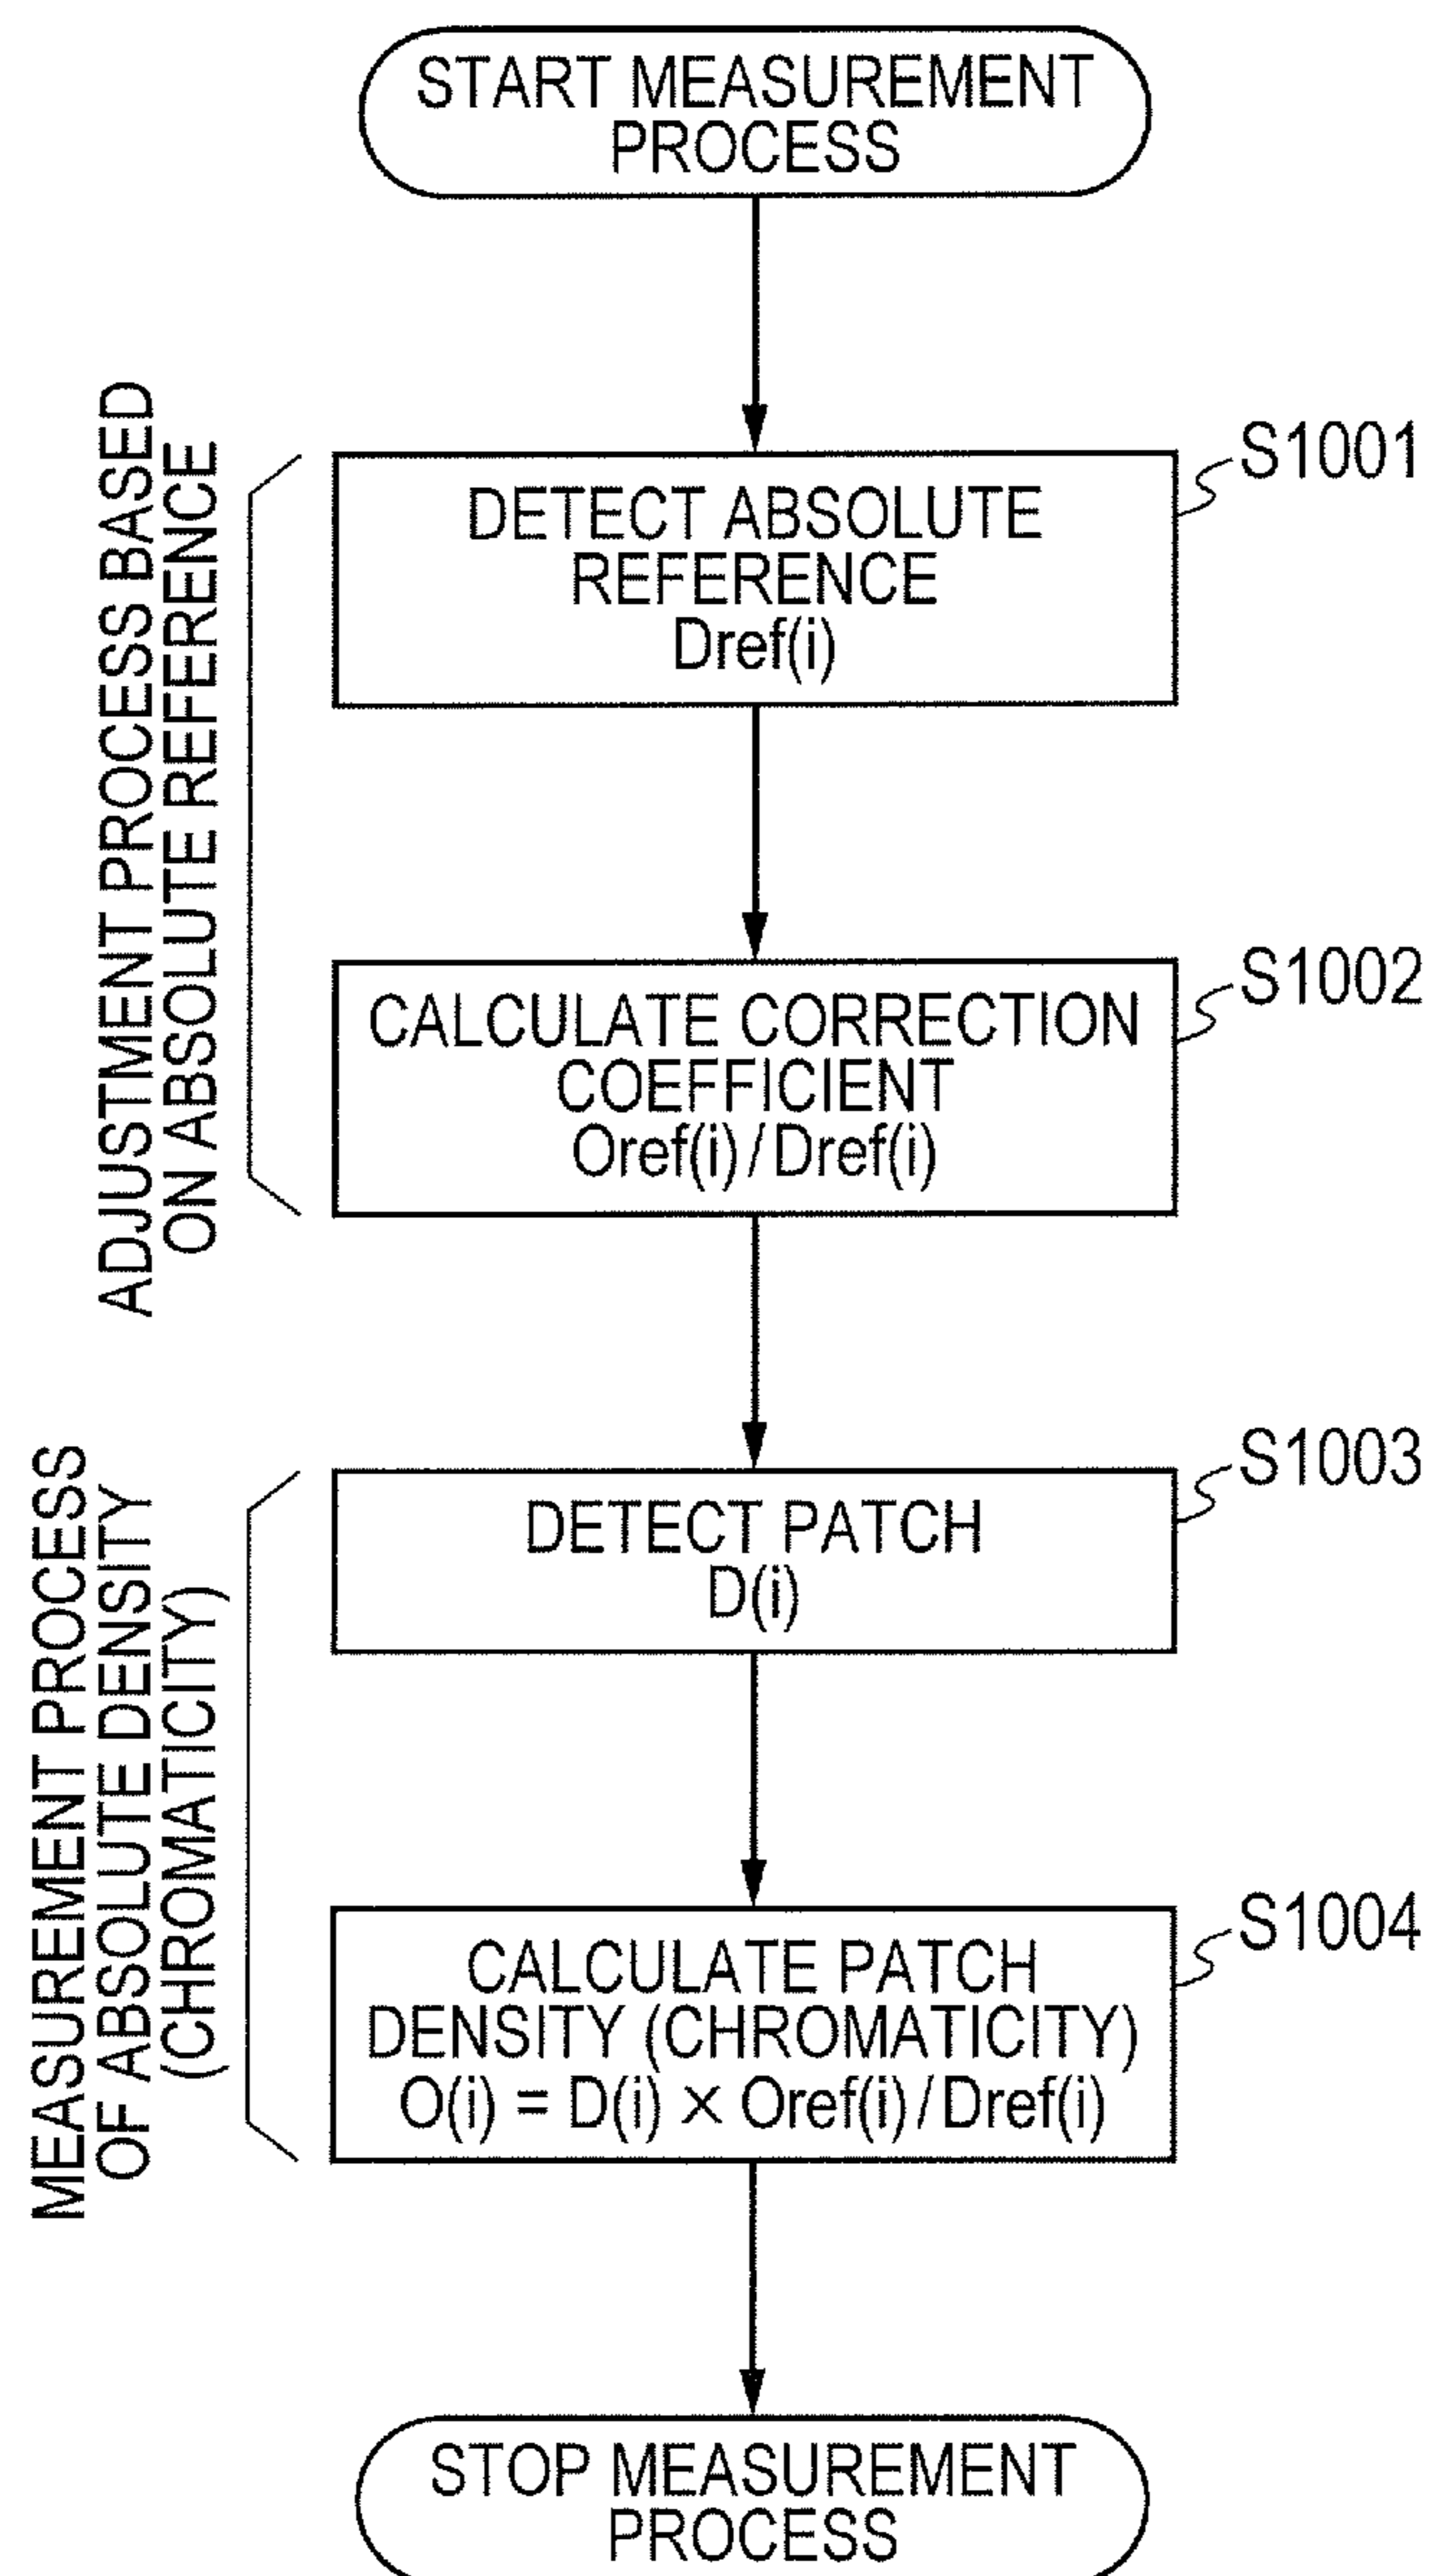 START MEASUREMENT
PROCESS
ADJUSTMENT PROCESS BASED
ON ABSOLUTE REFERENCE
S1001
DETECT ABSOLUTE
REFERENCE
Dref(i)
S1002
CALCULATE CORRECTION
COEFFICIENT
Oref(i)/Dref(i)
MEASUREMENT PROCESS
OF ABSOLUTE DENSITY
(CHROMATICITY)
S1003
DETECT PATCH
D(i)
S1004
CALCULATE PATCH
DENSITY (CHROMATICITY)
O(i) = D(i) × Oref(i)/Dref(i)
STOP MEASUREMENT
PROCESS